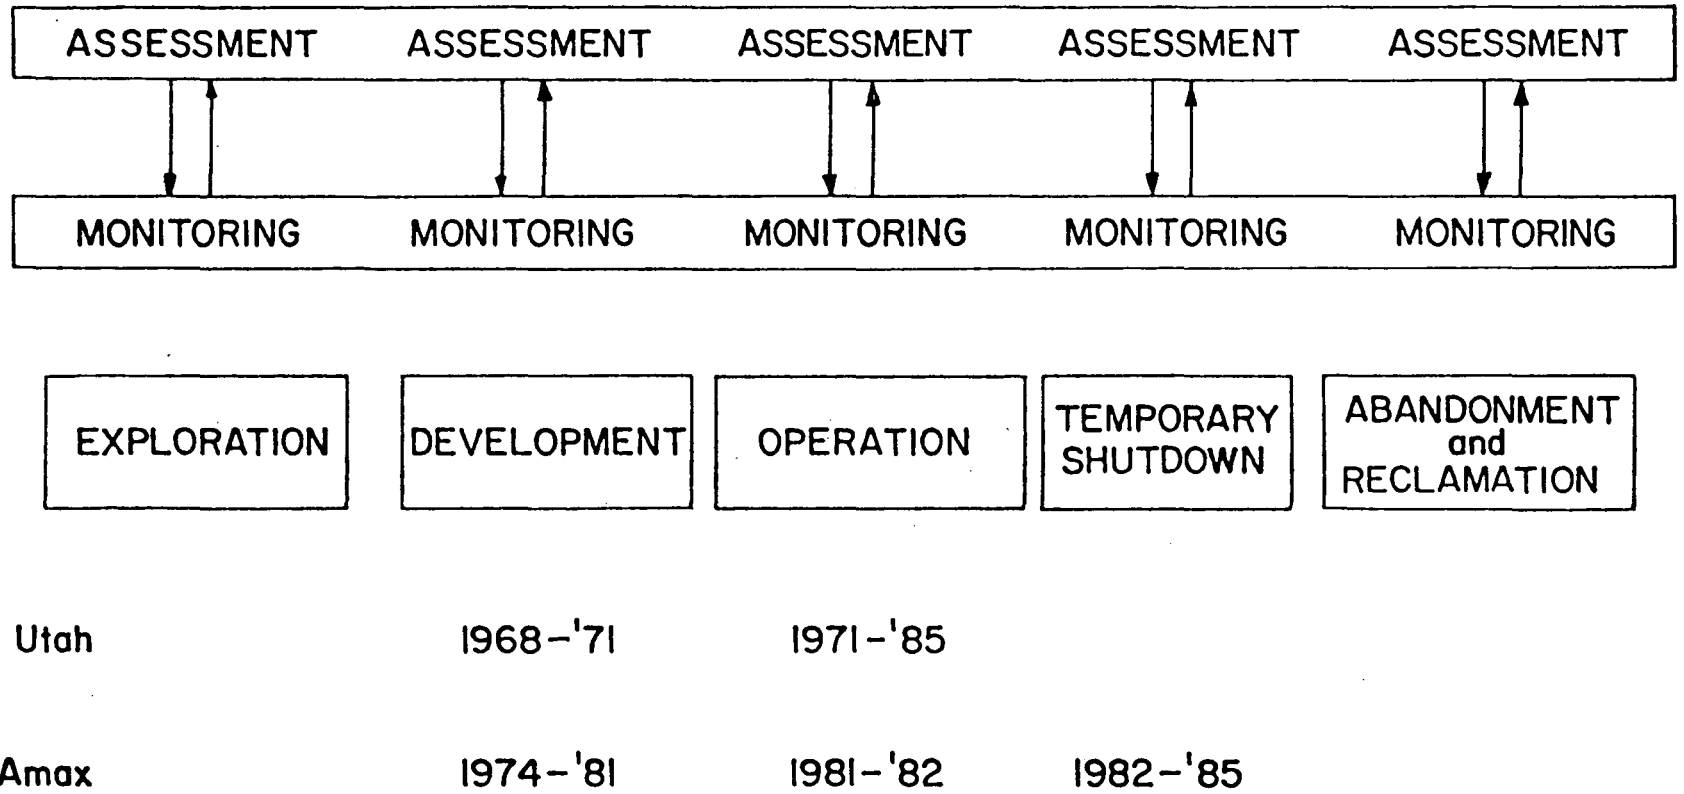 ASSESSMENT ASSESSMENT ASSESSMENT ASSESSMENT ASSESSMENT
MONITORING MONITORING MONITORING MONITORING MONITORING
EXPLORATION
DEVELOPMENT
OPERATION
TEMPORARY
SHUTDOWN
ABANDONMENT
and
RECLAMATION
Utah 1968-'71 1971-'85
Amax 1974-'81 1981-'82 1982-'85